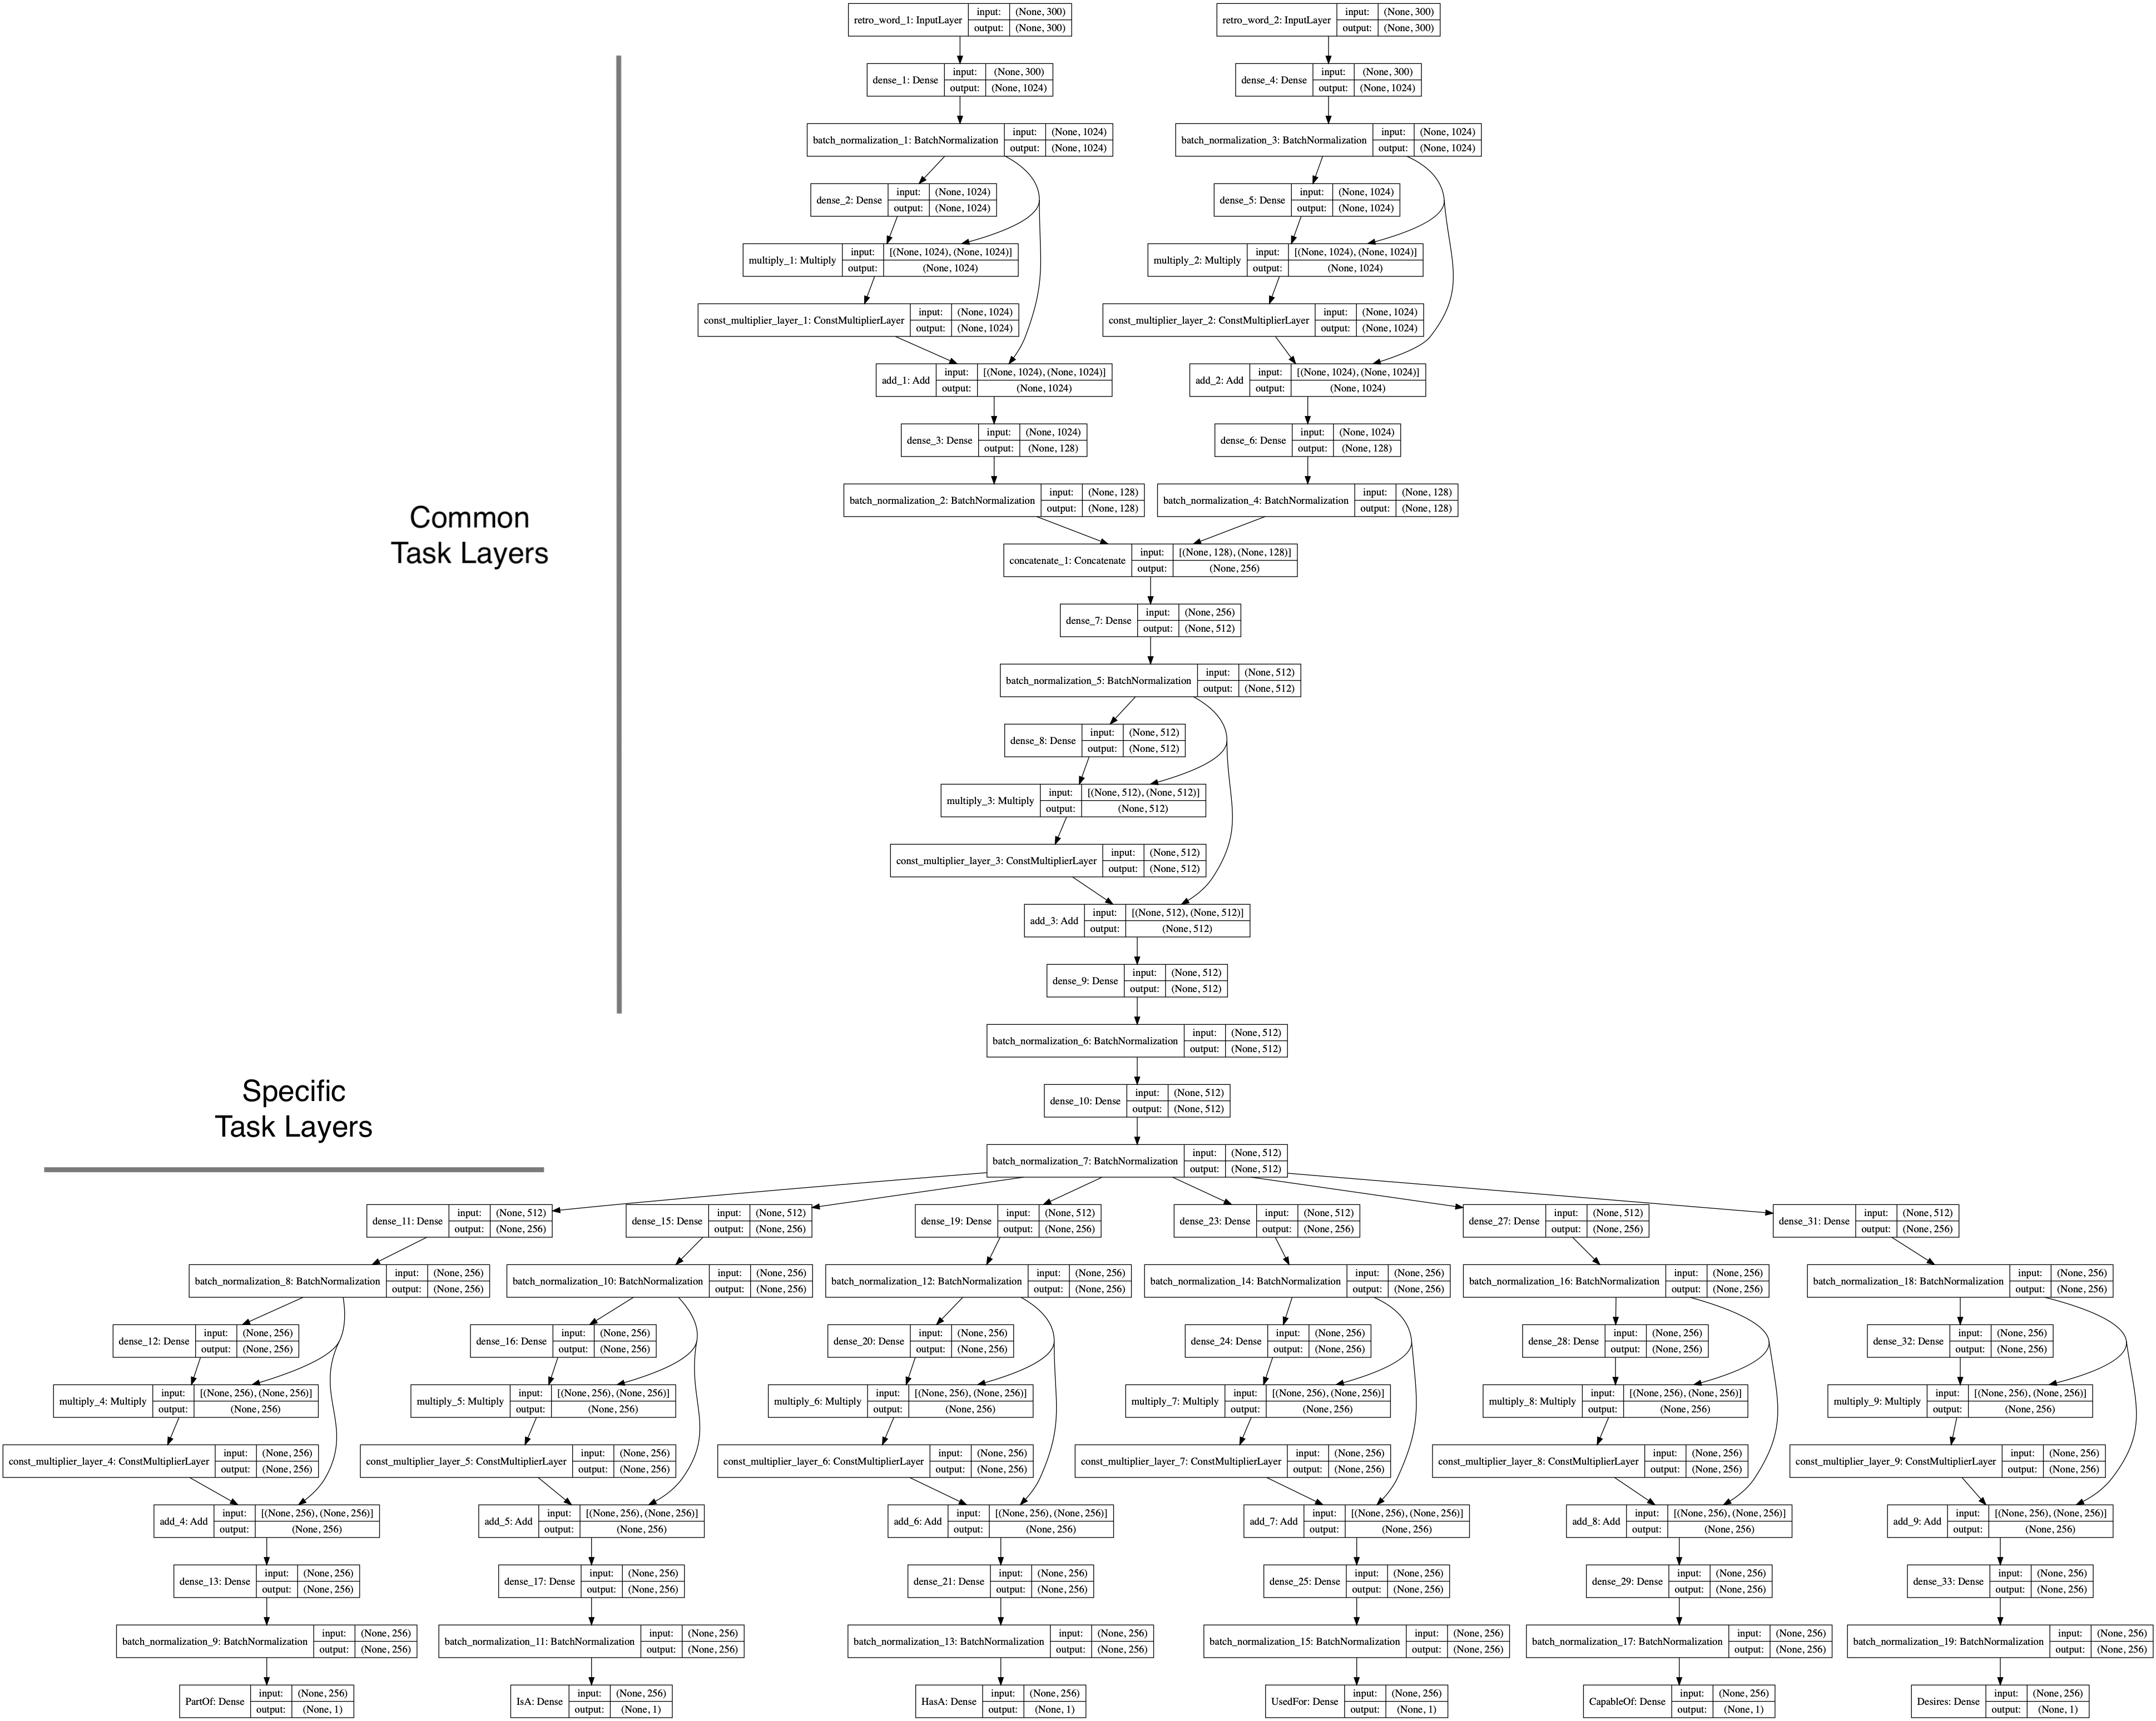 retro_word_1: InputLayer input: (None, 300) output: (None, 300)
retro_word_2: InputLayer input: (None, 300) output: (None, 300)
dense_1: Dense input: (None, 300) output: (None, 1024)
dense_4: Dense input: (None, 300) output: (None, 1024)
batch_normalization_1: BatchNormalization input: (None, 1024) output: (None, 1024)
batch_normalization_3: BatchNormalization input: (None, 1024) output: (None, 1024)
dense_2: Dense input: (None, 1024) output: (None, 1024)
dense_5: Dense input: (None, 1024) output: (None, 1024)
multiply_1: Multiply input: [(None, 1024), (None, 1024)] output: (None, 1024)
multiply_2: Multiply input: [(None, 1024), (None, 1024)] output: (None, 1024)
const_multiplier_layer_1: ConstMultiplierLayer input: (None, 1024) output: (None, 1024)
const_multiplier_layer_2: ConstMultiplierLayer input: (None, 1024) output: (None, 1024)
add_1: Add input: [(None, 1024), (None, 1024)] output: (None, 1024)
add_2: Add input: [(None, 1024), (None, 1024)] output: (None, 1024)
dense_3: Dense input: (None, 1024) output: (None, 128)
dense_6: Dense input: (None, 1024) output: (None, 128)
batch_normalization_2: BatchNormalization input: (None, 128) output: (None, 128)
batch_normalization_4: BatchNormalization input: (None, 128) output: (None, 128)
Common
Task Layers
concatenate_1: Concatenate input: [(None, 128), (None, 128)] output: (None, 256)
dense_7: Dense input: (None, 256) output: (None, 512)
batch_normalization_5: BatchNormalization input: (None, 512) output: (None, 512)
dense_8: Dense input: (None, 512) output: (None, 512)
multiply_3: Multiply input: [(None, 512), (None, 512)] output: (None, 512)
const_multiplier_layer_3: ConstMultiplierLayer input: (None, 512) output: (None, 512)
add_3: Add input: [(None, 512), (None, 512)] output: (None, 512)
dense_9: Dense input: (None, 512) output: (None, 512)
batch_normalization_6: BatchNormalization input: (None, 512) output: (None, 512)
Specific
Task Layers
dense_10: Dense input: (None, 512) output: (None, 512)
batch_normalization_7: BatchNormalization input: (None, 512) output: (None, 512)
dense_11: Dense input: (None, 512) output: (None, 256)
dense_15: Dense input: (None, 512) output: (None, 256)
dense_19: Dense input: (None, 512) output: (None, 256)
dense_23: Dense input: (None, 512) output: (None, 256)
dense_27: Dense input: (None, 512) output: (None, 256)
dense_31: Dense input: (None, 512) output: (None, 256)
batch_normalization_8: BatchNormalization input: (None, 256) output: (None, 256)
batch_normalization_10: BatchNormalization input: (None, 256) output: (None, 256)
batch_normalization_12: BatchNormalization input: (None, 256) output: (None, 256)
batch_normalization_14: BatchNormalization input: (None, 256) output: (None, 256)
batch_normalization_16: BatchNormalization input: (None, 256) output: (None, 256)
batch_normalization_18: BatchNormalization input: (None, 256) output: (None, 256)
dense_12: Dense input: (None, 256) output: (None, 256)
dense_16: Dense input: (None, 256) output: (None, 256)
dense_20: Dense input: (None, 256) output: (None, 256)
dense_24: Dense input: (None, 256) output: (None, 256)
dense_28: Dense input: (None, 256) output: (None, 256)
dense_32: Dense input: (None, 256) output: (None, 256)
multiply_4: Multiply input: [(None, 256), (None, 256)] output: (None, 256)
multiply_5: Multiply input: [(None, 256), (None, 256)] output: (None, 256)
multiply_6: Multiply input: [(None, 256), (None, 256)] output: (None, 256)
multiply_7: Multiply input: [(None, 256), (None, 256)] output: (None, 256)
multiply_8: Multiply input: [(None, 256), (None, 256)] output: (None, 256)
multiply_9: Multiply input: [(None, 256), (None, 256)] output: (None, 256)
const_multiplier_layer_4: ConstMultiplierLayer input: (None, 256) output: (None, 256)
const_multiplier_layer_5: ConstMultiplierLayer input: (None, 256) output: (None, 256)
const_multiplier_layer_6: ConstMultiplierLayer input: (None, 256) output: (None, 256)
const_multiplier_layer_7: ConstMultiplierLayer input: (None, 256) output: (None, 256)
const_multiplier_layer_8: ConstMultiplierLayer input: (None, 256) output: (None, 256)
const_multiplier_layer_9: ConstMultiplierLayer input: (None, 256) output: (None, 256)
add_4: Add input: [(None, 256), (None, 256)] output: (None, 256)
add_5: Add input: [(None, 256), (None, 256)] output: (None, 256)
add_6: Add input: [(None, 256), (None, 256)] output: (None, 256)
add_7: Add input: [(None, 256), (None, 256)] output: (None, 256)
add_8: Add input: [(None, 256), (None, 256)] output: (None, 256)
add_9: Add input: [(None, 256), (None, 256)] output: (None, 256)
dense_13: Dense input: (None, 256) output: (None, 256)
dense_17: Dense input: (None, 256) output: (None, 256)
dense_21: Dense input: (None, 256) output: (None, 256)
dense_25: Dense input: (None, 256) output: (None, 256)
dense_29: Dense input: (None, 256) output: (None, 256)
dense_33: Dense input: (None, 256) output: (None, 256)
batch_normalization_9: BatchNormalization input: (None, 256) output: (None, 256)
batch_normalization_11: BatchNormalization input: (None, 256) output: (None, 256)
batch_normalization_13: BatchNormalization input: (None, 256) output: (None, 256)
batch_normalization_15: BatchNormalization input: (None, 256) output: (None, 256)
batch_normalization_17: BatchNormalization input: (None, 256) output: (None, 256)
batch_normalization_19: BatchNormalization input: (None, 256) output: (None, 256)
PartOf: Dense input: (None, 256) output: (None, 1)
IsA: Dense input: (None, 256) output: (None, 1)
HasA: Dense input: (None, 256) output: (None, 1)
UsedFor: Dense input: (None, 256) output: (None, 1)
CapableOf: Dense input: (None, 256) output: (None, 1)
Desires: Dense input: (None, 256) output: (None, 1)